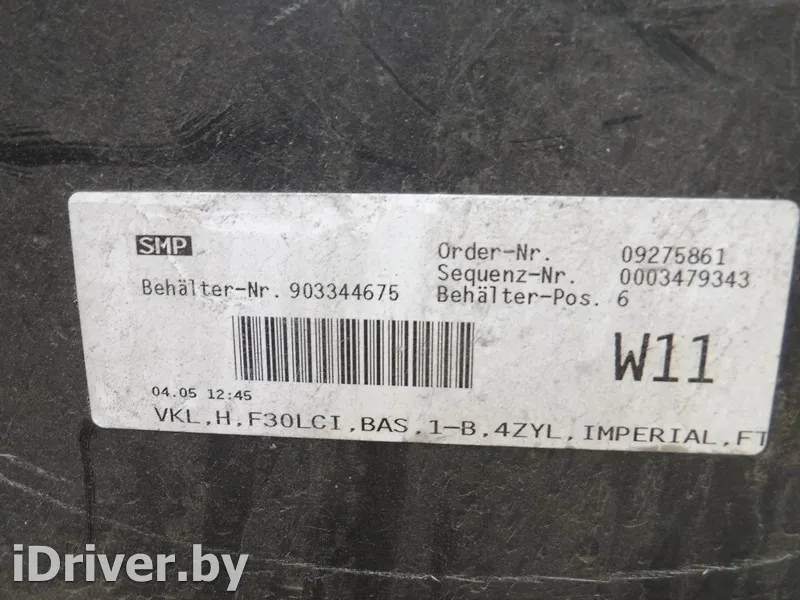 SMP
Order-Nr. 09275861
Sequenz-Nr. 0003479343
Behälter-Nr. 903344675 Behälter-Pos. 6
W11
04.05 12:45
VKL,H,F30LCI,BAS,1-B,4ZYL,IMPERIAL,FT
iDriver.by